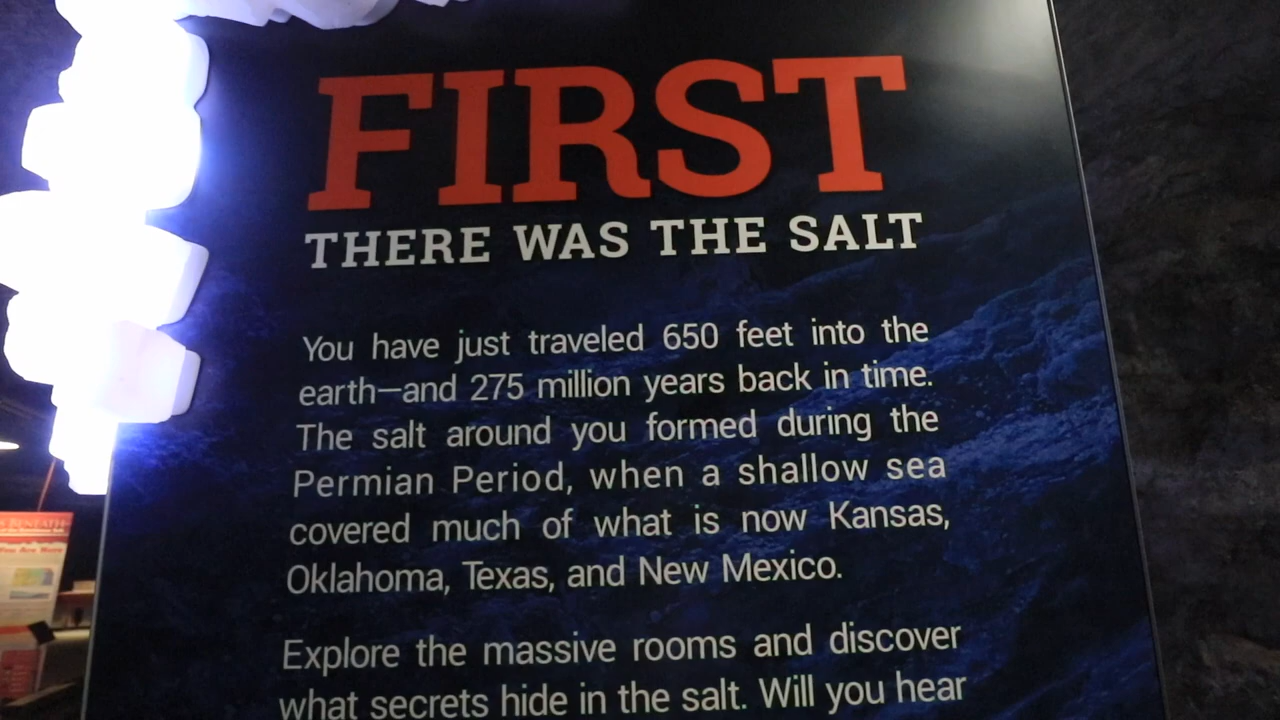 FIRST
THERE WAS THE SALT
You have just traveled 650 feet into the
earth—and 275 million years back in time.
The salt around you formed during the
Permian Period, when a shallow sea
covered much of what is now Kansas,
Oklahoma, Texas, and New Mexico.
Explore the massive rooms and discover
what secrets hide in the salt. Will you hear
You Are Here